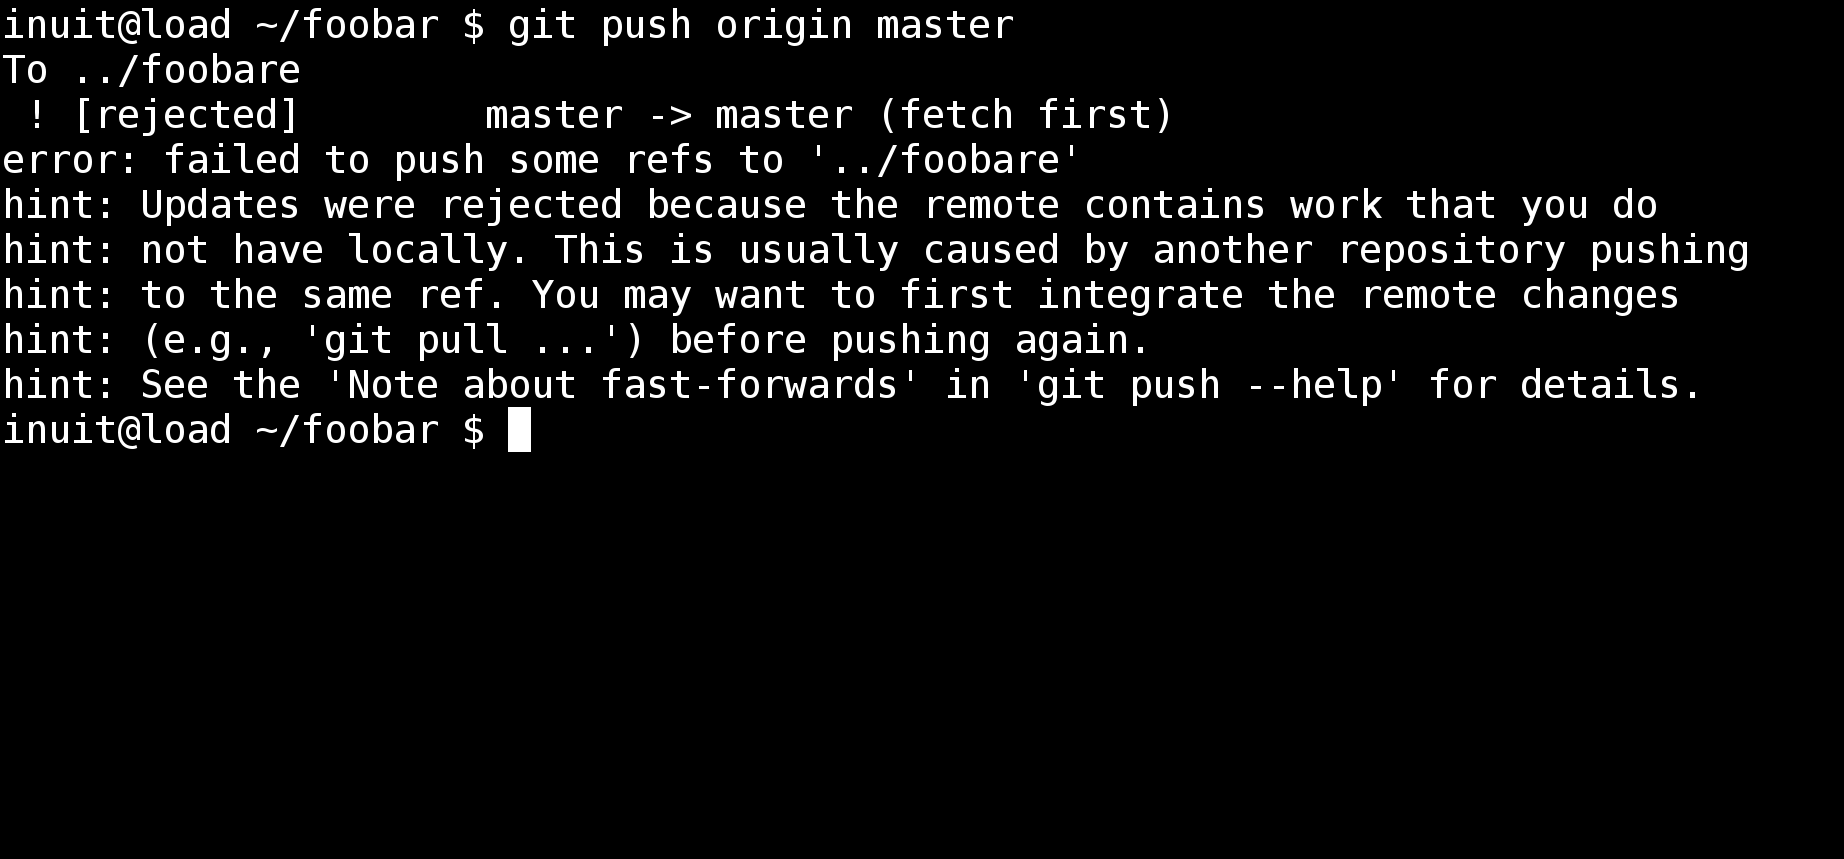 inuit@load ~/foobar $ git push origin master
To ../foobare
 ! [rejected]        master -> master (fetch first)
error: failed to push some refs to '../foobare'
hint: Updates were rejected because the remote contains work that you do
hint: not have locally. This is usually caused by another repository pushing
hint: to the same ref. You may want to first integrate the remote changes
hint: (e.g., 'git pull ...') before pushing again.
hint: See the 'Note about fast-forwards' in 'git push --help' for details.
inuit@load ~/foobar $